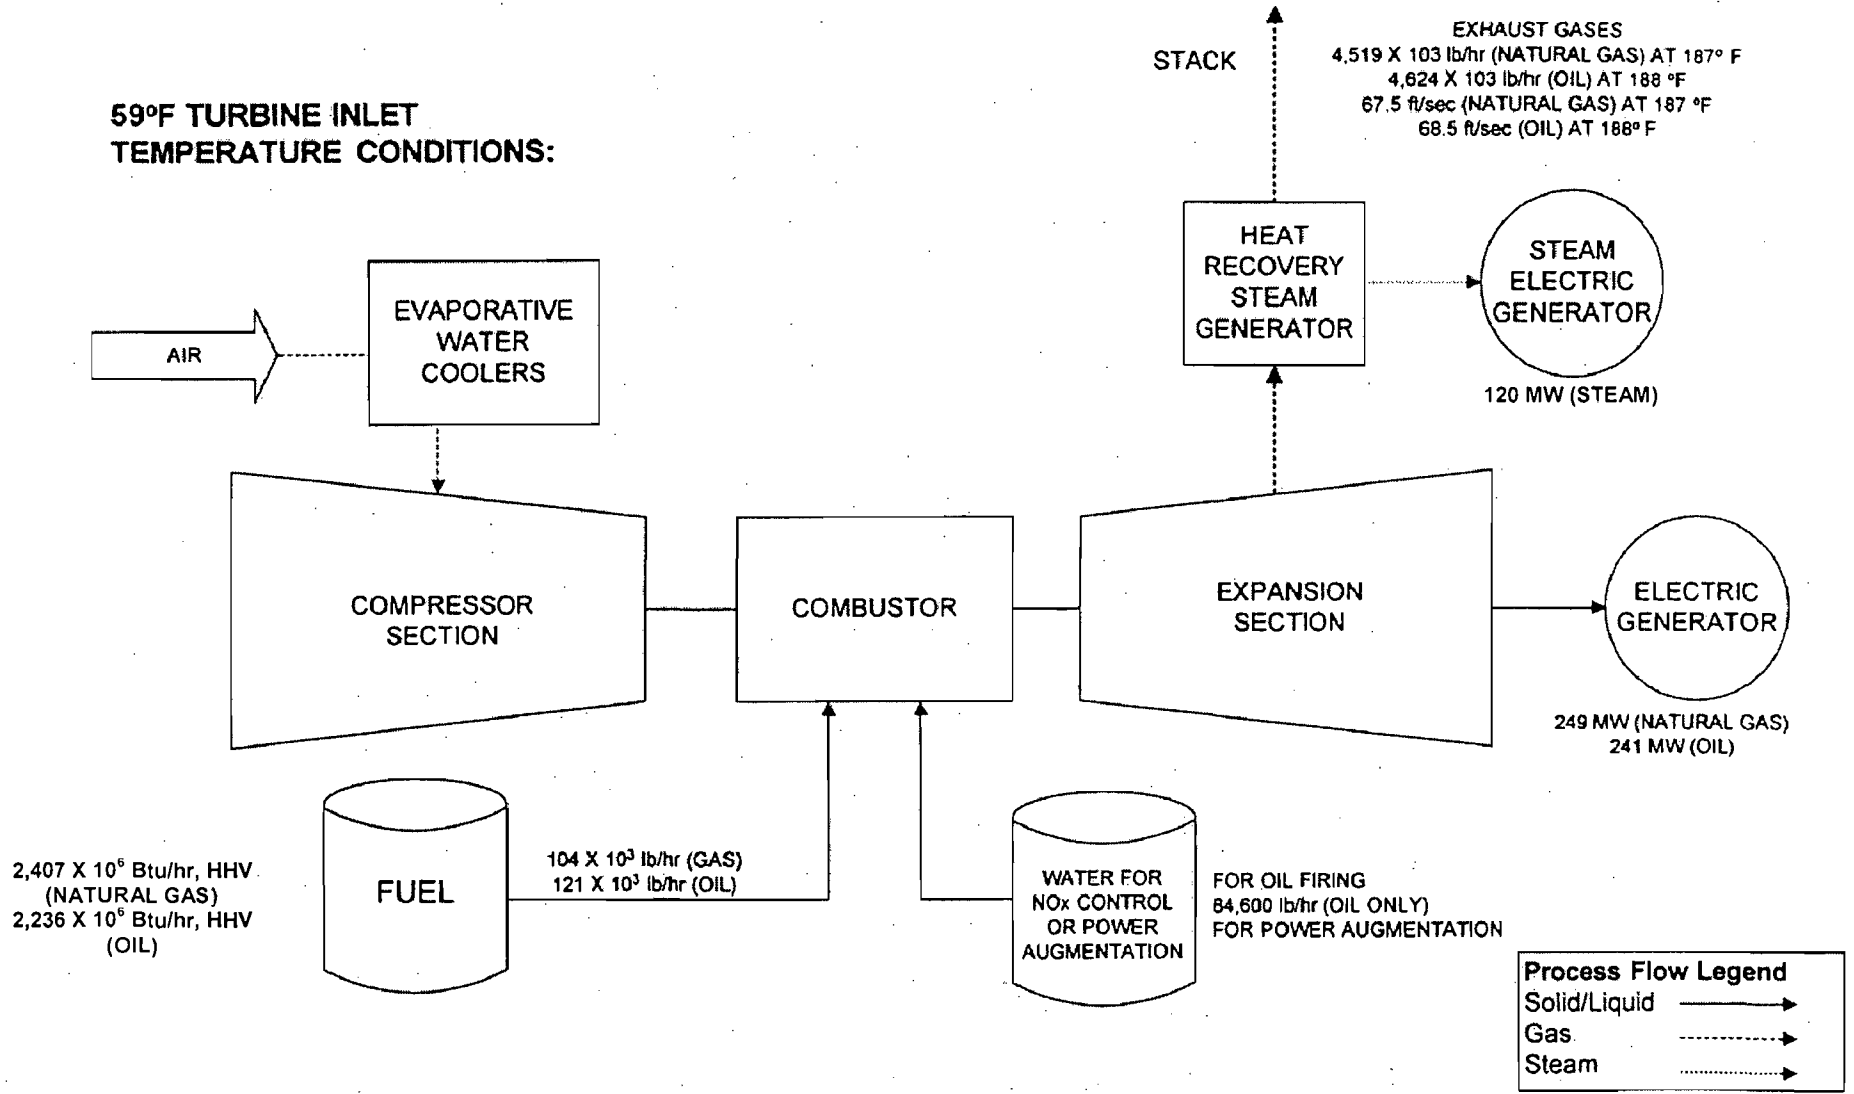 STACK
EXHAUST GASES
4,519 X 103 lb/hr (NATURAL GAS) AT 187º F
4,624 X 103 lb/hr (OIL) AT 188 ºF
67.5 ft/sec (NATURAL GAS) AT 187 ºF
68.5 ft/sec (OIL) AT 188º F
59ºF TURBINE INLET
TEMPERATURE CONDITIONS:
AIR
EVAPORATIVE
WATER
COOLERS
HEAT
RECOVERY
STEAM
GENERATOR
STEAM
ELECTRIC
GENERATOR
120 MW (STEAM)
COMPRESSOR
SECTION
COMBUSTOR
EXPANSION
SECTION
ELECTRIC
GENERATOR
249 MW (NATURAL GAS)
241 MW (OIL)
2,407 X 10⁶ Btu/hr, HHV
(NATURAL GAS)
2,236 X 10⁶ Btu/hr, HHV
(OIL)
FUEL
104 X 10³ lb/hr (GAS)
121 X 10³ lb/hr (OIL)
WATER FOR
NOx CONTROL
OR POWER
AUGMENTATION
FOR OIL FIRING
84,600 lb/hr (OIL ONLY)
FOR POWER AUGMENTATION
Process Flow Legend
Solid/Liquid
Gas
Steam